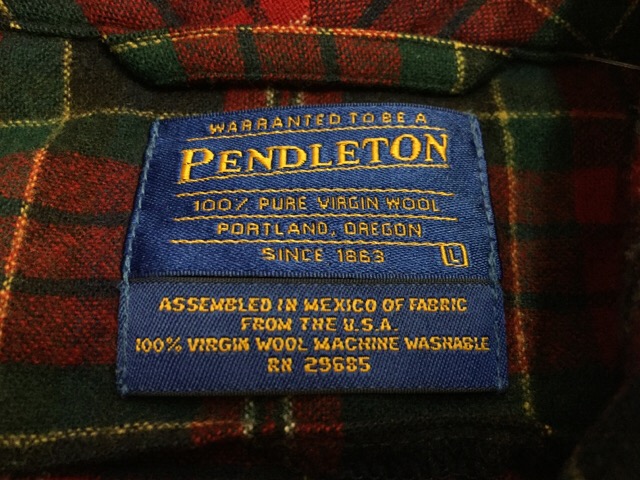 WARRANTED TO BE A
PENDLETON
100% PURE VIRGIN WOOL
PORTLAND, OREGON
SINCE 1863
L
ASSEMBLED IN MEXICO OF FABRIC
FROM THE U.S.A.
100% VIRGIN WOOL MACHINE WASHABLE
RN 29685